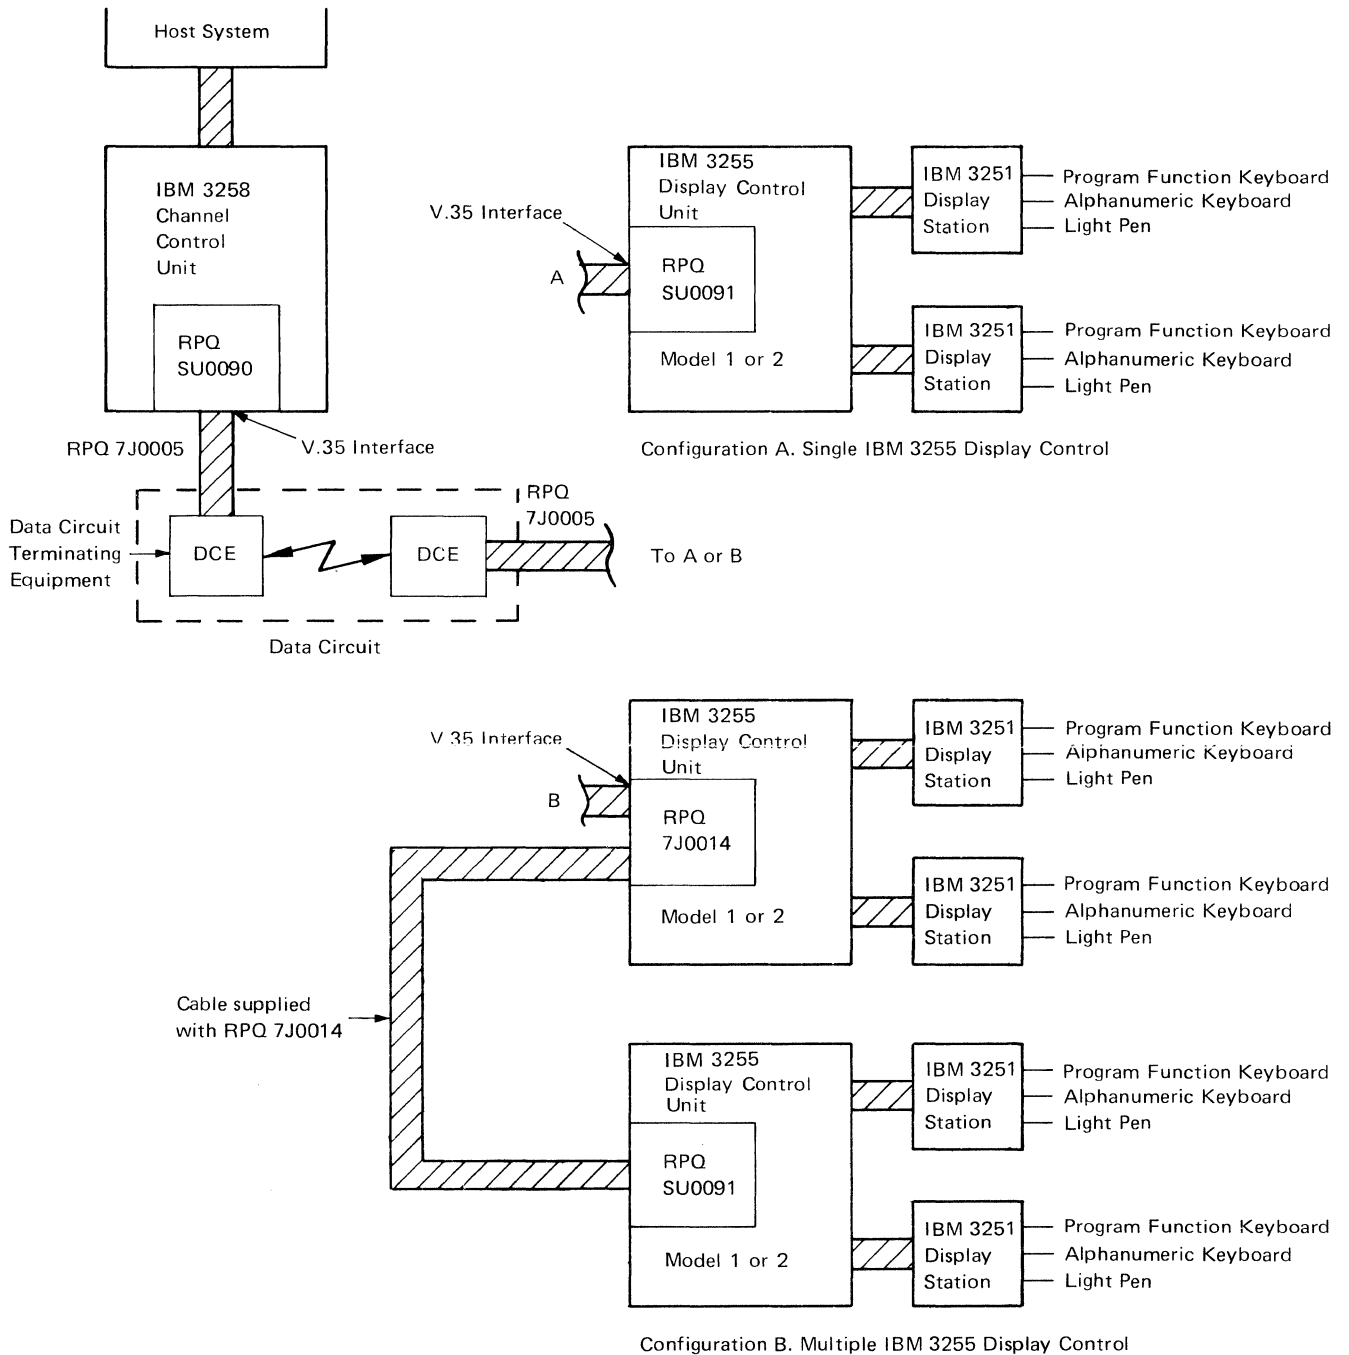 Host System
IBM 3258
Channel
Control
Unit
RPQ
SU0090
RPQ 7J0005
V.35 Interface
Data Circuit
Terminating
Equipment
DCE
DCE
RPQ
7J0005
To A or B
Data Circuit
V.35 Interface
A
IBM 3255
Display Control
Unit
RPQ
SU0091
Model 1 or 2
IBM 3251
Display
Station
Program Function Keyboard
Alphanumeric Keyboard
Light Pen
IBM 3251
Display
Station
Program Function Keyboard
Alphanumeric Keyboard
Light Pen
Configuration A. Single IBM 3255 Display Control
V.35 Interface
B
IBM 3255
Display Control
Unit
RPQ
7J0014
Model 1 or 2
IBM 3251
Display
Station
Program Function Keyboard
Alphanumeric Keyboard
Light Pen
IBM 3251
Display
Station
Program Function Keyboard
Alphanumeric Keyboard
Light Pen
Cable supplied
with RPQ 7J0014
IBM 3255
Display Control
Unit
RPQ
SU0091
Model 1 or 2
IBM 3251
Display
Station
Program Function Keyboard
Alphanumeric Keyboard
Light Pen
IBM 3251
Display
Station
Program Function Keyboard
Alphanumeric Keyboard
Light Pen
Configuration B. Multiple IBM 3255 Display Control